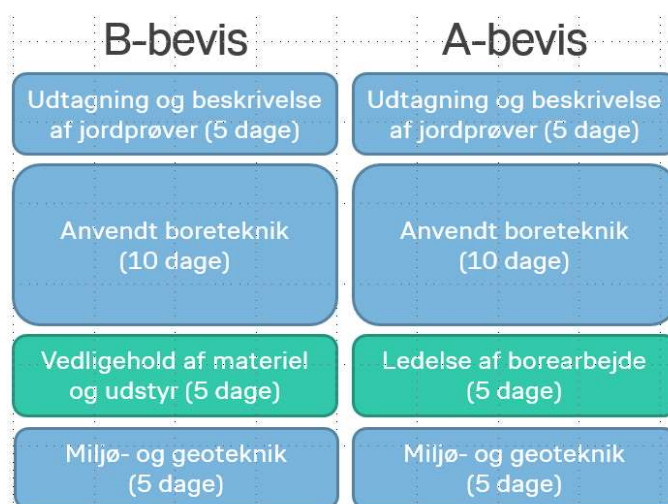 B-bevis
Udtagning og beskrivelse
af jordprøver (5 dage)
Anvendt boreteknik
(10 dage)
Vedligehold af materiel
og udstyr (5 dage)
Miljø- og geoteknik
(5 dage)
A-bevis
Udtagning og beskrivelse
af jordprøver (5 dage)
Anvendt boreteknik
(10 dage)
Ledelse af borearbejde
(5 dage)
Miljø- og geoteknik
(5 dage)